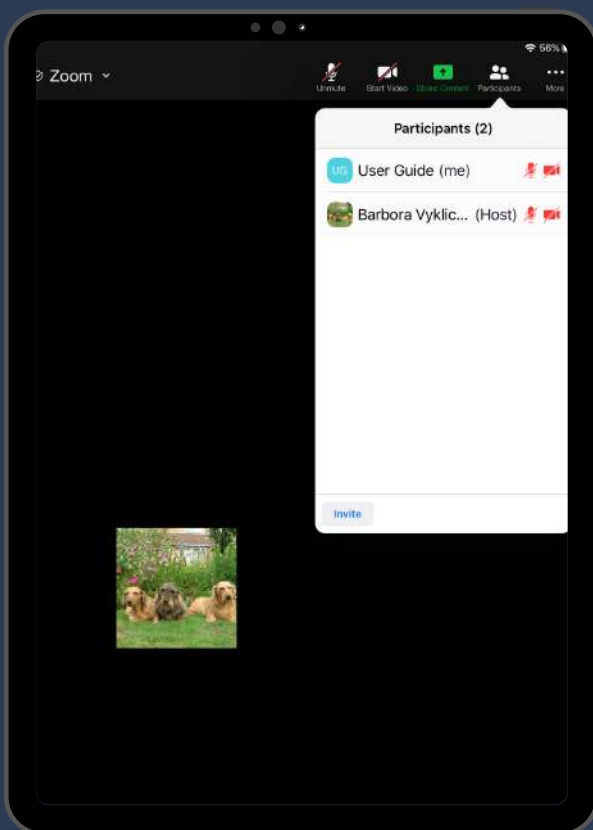 56%
Zoom
Unmute Start Video Share Content Participants More
Participants (2)
UG User Guide (me)
Barbora Vyklic... (Host)
Invite